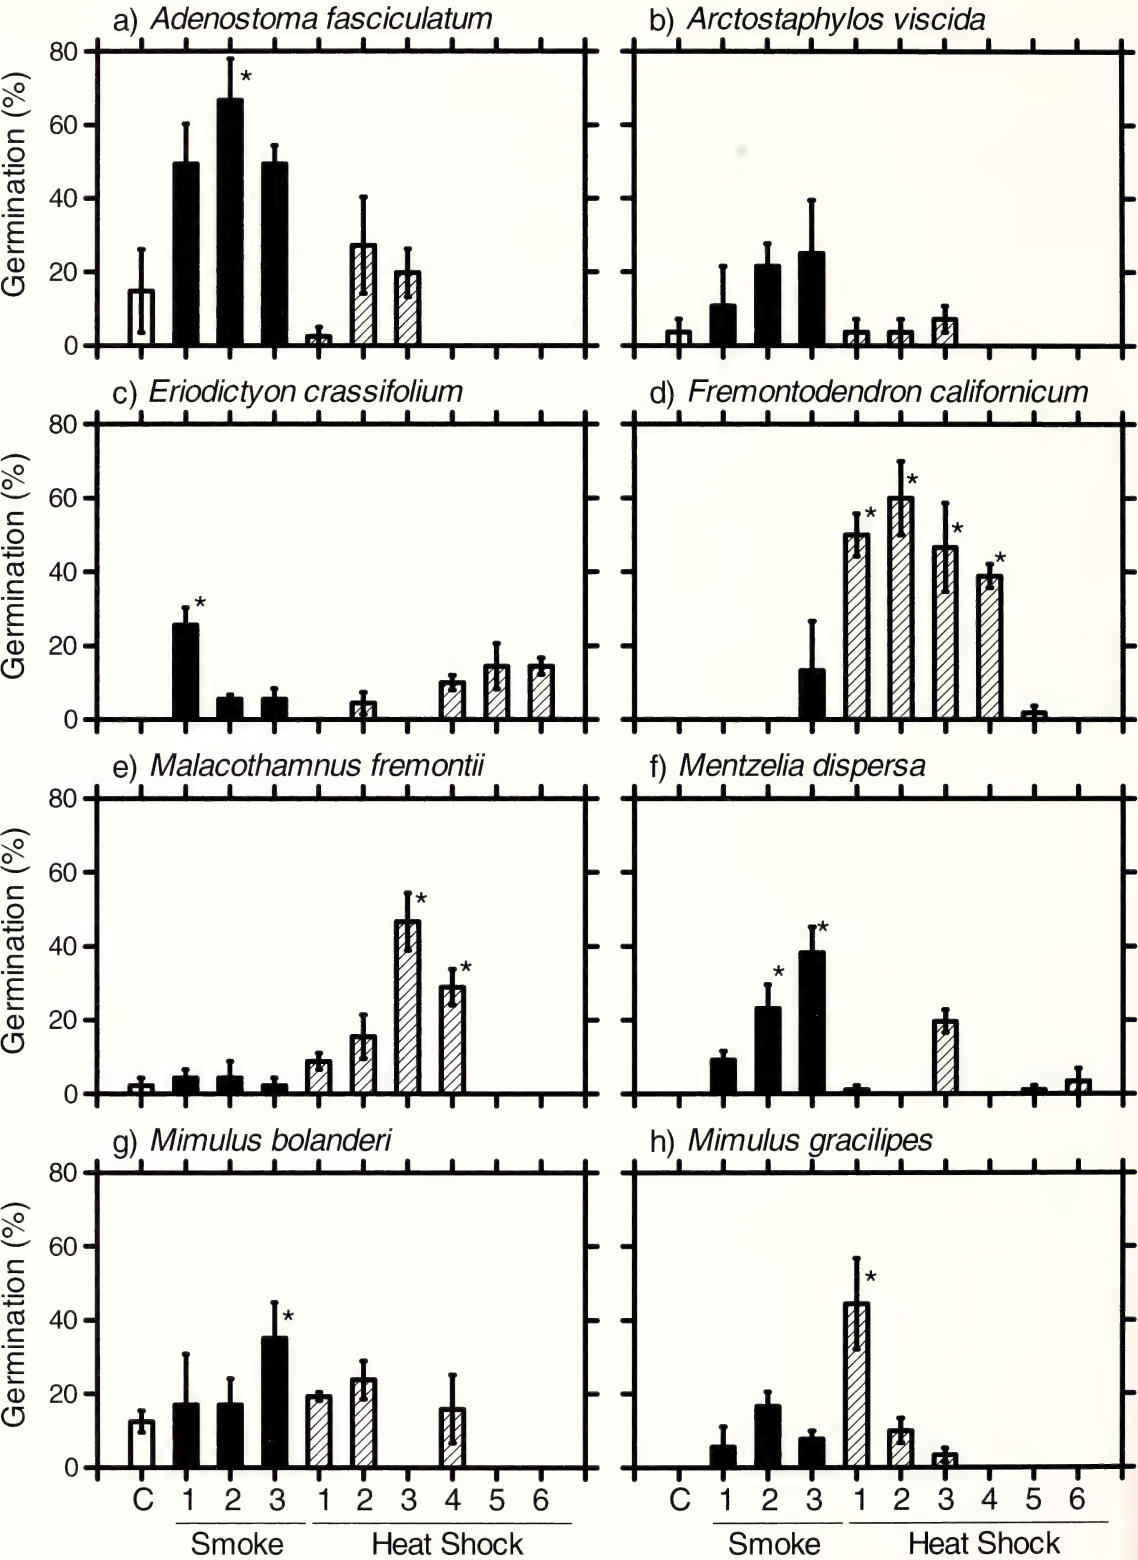 a) Adenostoma fasciculatum
b) Arctostaphylos viscida
Germination (%)
80
60
40
20
0
*
c) Eriodictyon crassifolium
d) Fremontodendron californicum
Germination (%)
80
60
40
20
0
*
* * * *
e) Malacothamnus fremontii
f) Mentzelia dispersa
Germination (%)
80
60
40
20
0
* *
* *
g) Mimulus bolanderi
h) Mimulus gracilipes
Germination (%)
80
60
40
20
0
*
*
C 1 2 3 1 2 3 4 5 6
C 1 2 3 1 2 3 4 5 6
Smoke Heat Shock
Smoke Heat Shock